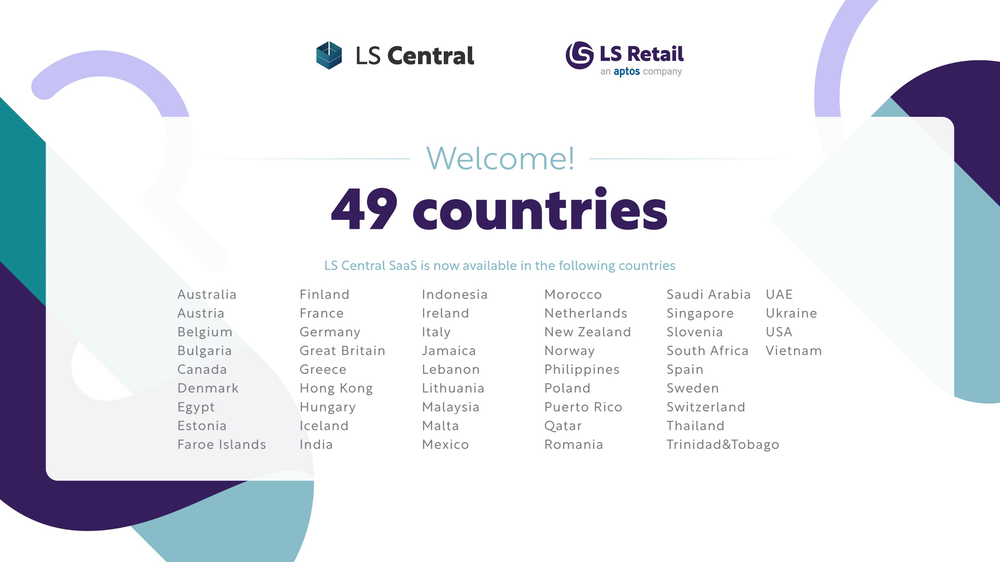 LS Central
LS Retail
an aptos company
Welcome!
49 countries
LS Central SaaS is now available in the following countries
Australia
Austria
Belgium
Bulgaria
Canada
Denmark
Egypt
Estonia
Faroe Islands
Finland
France
Germany
Great Britain
Greece
Hong Kong
Hungary
Iceland
India
Indonesia
Ireland
Italy
Jamaica
Lebanon
Lithuania
Malaysia
Malta
Mexico
Morocco
Netherlands
New Zealand
Norway
Philippines
Poland
Puerto Rico
Qatar
Romania
Saudi Arabia
Singapore
Slovenia
South Africa
Spain
Sweden
Switzerland
Thailand
Trinidad&Tobago
UAE
Ukraine
USA
Vietnam